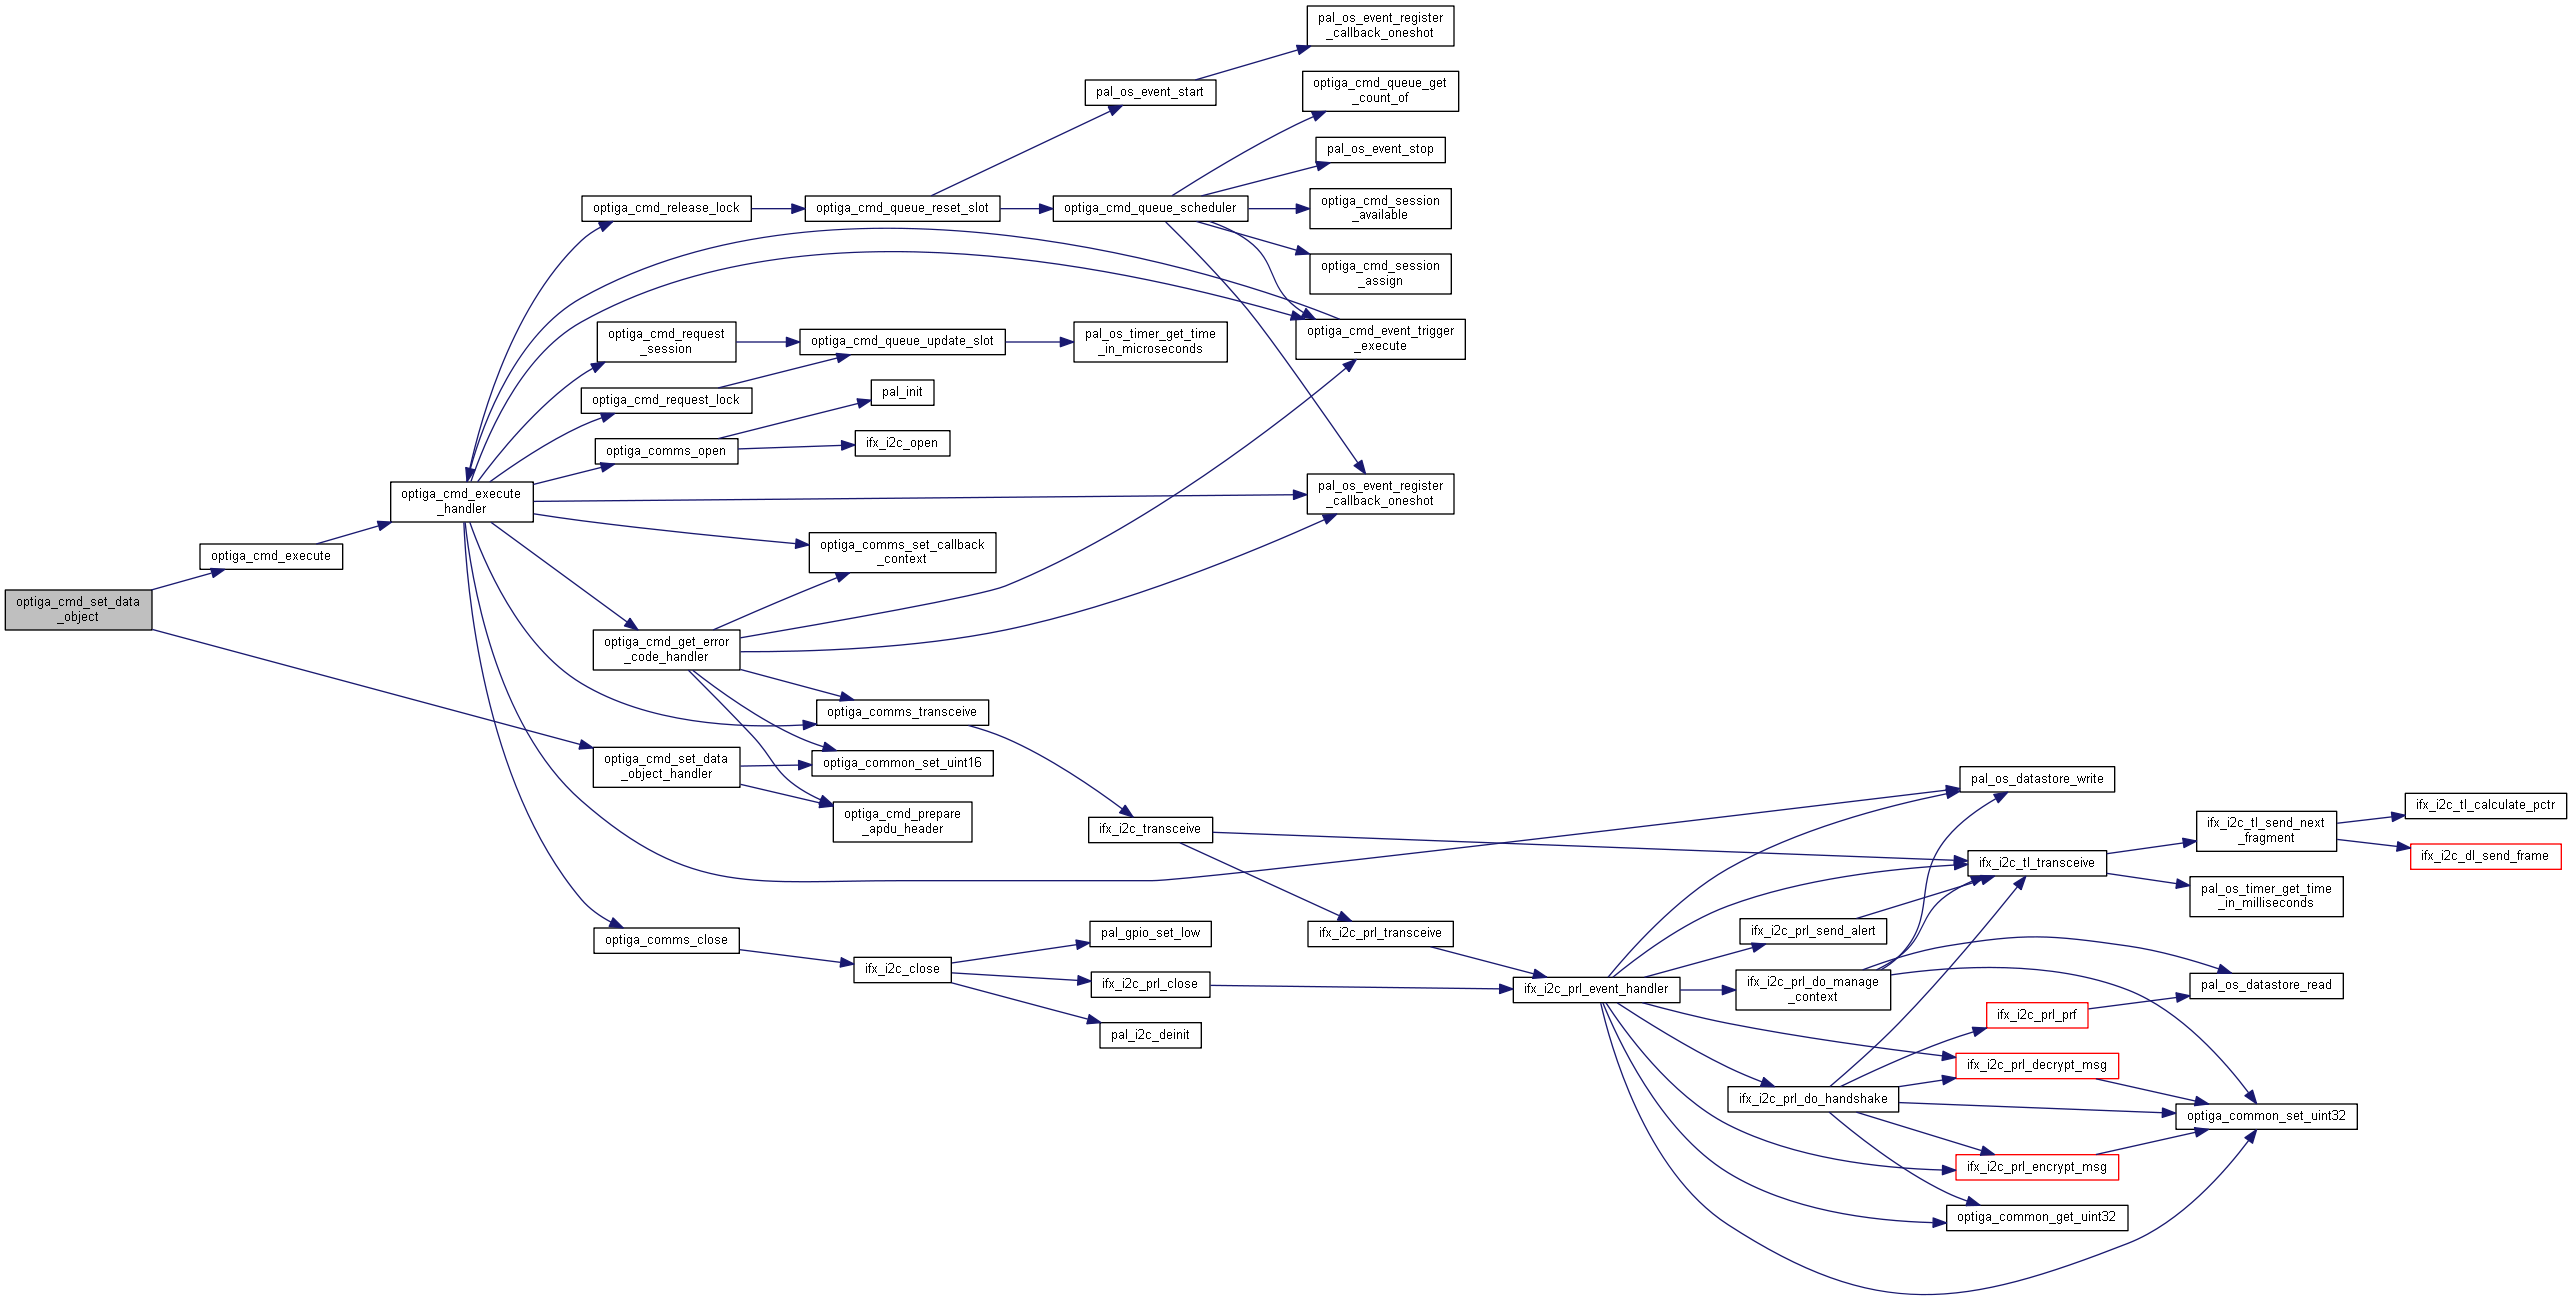 pal_os_event_register
_callback_oneshot
optiga_cmd_queue_get
_count_of
pal_os_event_start
pal_os_event_stop
optiga_cmd_release_lock
optiga_cmd_queue_reset_slot
optiga_cmd_queue_scheduler
optiga_cmd_session
_available
optiga_cmd_session
_assign
optiga_cmd_request
_session
optiga_cmd_queue_update_slot
pal_os_timer_get_time
_in_microseconds
optiga_cmd_event_trigger
_execute
optiga_cmd_request_lock
pal_init
optiga_comms_open
ifx_i2c_open
optiga_cmd_execute
_handler
pal_os_event_register
_callback_oneshot
optiga_cmd_execute
optiga_comms_set_callback
_context
optiga_cmd_set_data
_object
optiga_cmd_get_error
_code_handler
optiga_comms_transceive
optiga_cmd_set_data
_object_handler
optiga_common_set_uint16
optiga_cmd_prepare
_apdu_header
ifx_i2c_transceive
pal_os_datastore_write
ifx_i2c_tl_calculate_pctr
ifx_i2c_tl_send_next
_fragment
ifx_i2c_dl_send_frame
ifx_i2c_tl_transceive
pal_os_timer_get_time
_in_milliseconds
optiga_comms_close
pal_gpio_set_low
ifx_i2c_prl_transceive
ifx_i2c_prl_send_alert
ifx_i2c_close
ifx_i2c_prl_close
ifx_i2c_prl_event_handler
ifx_i2c_prl_do_manage
_context
pal_os_datastore_read
pal_i2c_deinit
ifx_i2c_prl_prf
ifx_i2c_prl_decrypt_msg
ifx_i2c_prl_do_handshake
optiga_common_set_uint32
ifx_i2c_prl_encrypt_msg
optiga_common_get_uint32